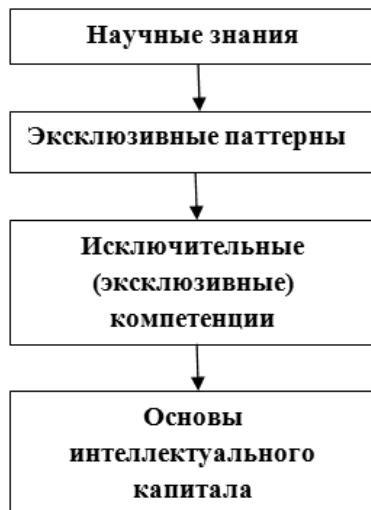 Научные знания
Эксклюзивные паттерны
Исключительные
(эксклюзивные)
компетенции
Основы
интеллектуального
капитала